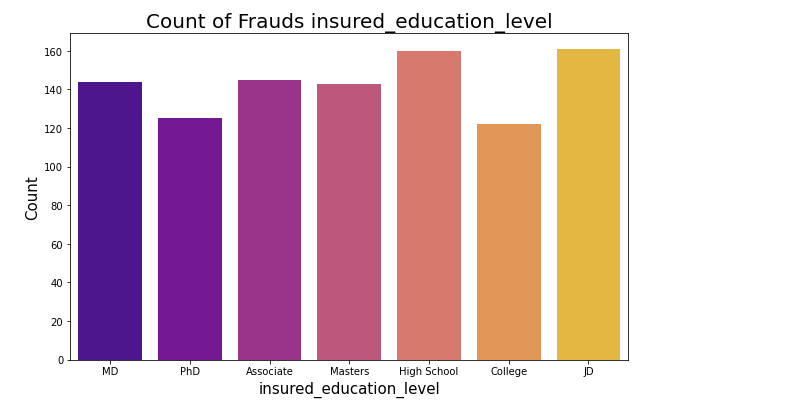 Count of Frauds insured_education_level
160
140
120
100
80
60
40
20
0
Count
MD PhD Associate Masters High School College JD
insured_education_level